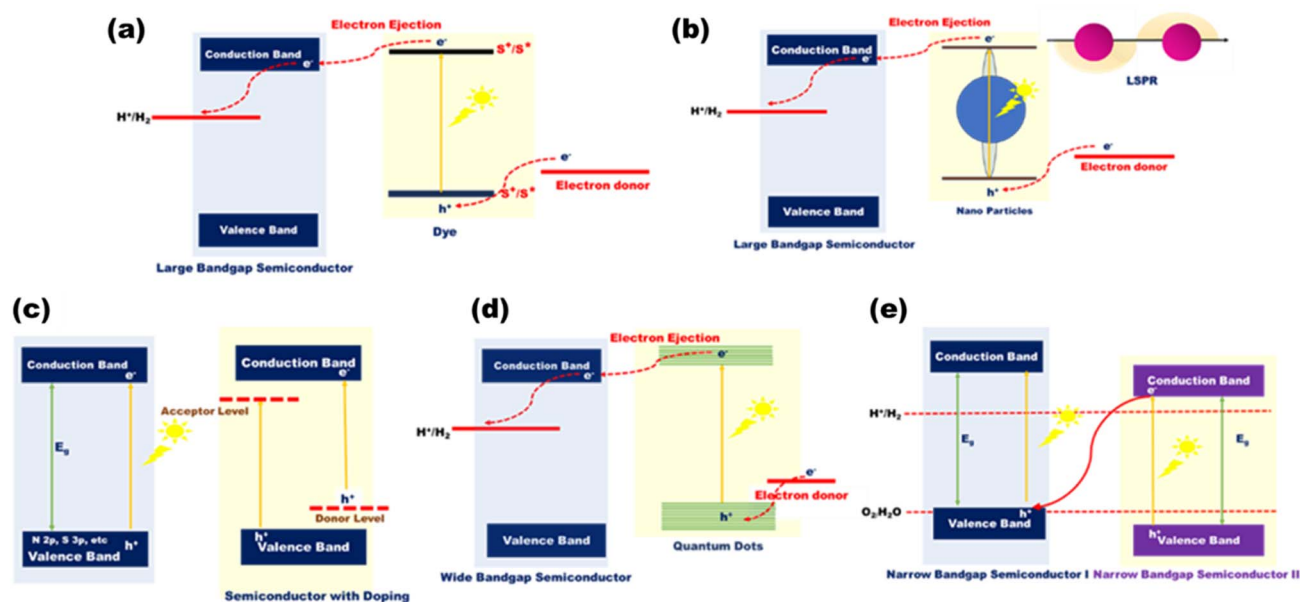 (a)
Electron Ejection
Conduction Band
e-
e-
S+/S*
H+/H2
e-
Electron donor
S+/S*
h+
Valence Band
Dye
Large Bandgap Semiconductor
(b)
Electron Ejection
Conduction Band
e-
e-
LSPR
H+/H2
e-
Electron donor
h+
Valence Band
Nano Particles
Large Bandgap Semiconductor
(c)
Conduction Band
e-
Conduction Band
e-
Acceptor Level
Eg
h+
Donor Level
N 2p, S 3p, etc
Valence Band
h+
h+
Valence Band
Semiconductor with Doping
(d)
Electron Ejection
Conduction Band
e-
e-
H+/H2
e-
Electron donor
h+
Valence Band
Quantum Dots
Wide Bandgap Semiconductor
(e)
Conduction Band
Conduction Band
e-
H+/H2
Eg
Eg
O2/H2O
h+
Valence Band
h+
Valence Band
Narrow Bandgap Semiconductor I
Narrow Bandgap Semiconductor II